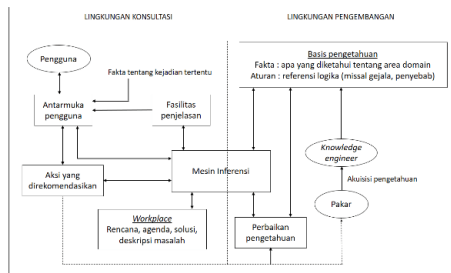 LINGKUNGAN KONSULTASI
LINGKUNGAN PENGEMBANGAN
Pengguna
Fakta tentang kejadian tertentu
Antarmuka
pengguna
Fasilitas
penjelasan
Aksi yang
direkomendasikan
Mesin Inferensi
Workplace
Rencana, agenda, solusi,
deskripsi masalah
Basis pengetahuan
Fakta : apa yang diketahui tentang area domain
Aturan : referensi logika (missal gejala, penyebab)
Knowledge
engineer
Akuisisi pengetahuan
Pakar
Perbaikan
pengetahuan